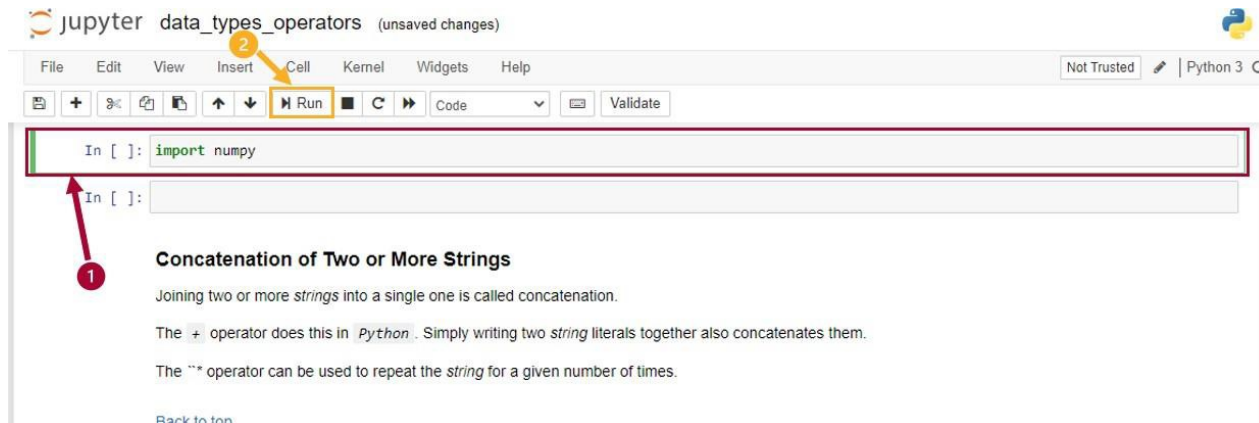 jupyter data_types_operators (unsaved changes)
2
File Edit View Insert Cell Kernel Widgets Help Not Trusted Python 3
Run Code Validate
In [ ]: import numpy
In [ ]:
1
Concatenation of Two or More Strings
Joining two or more strings into a single one is called concatenation.
The + operator does this in Python . Simply writing two string literals together also concatenates them.
The ``* operator can be used to repeat the string for a given number of times.
Back to top